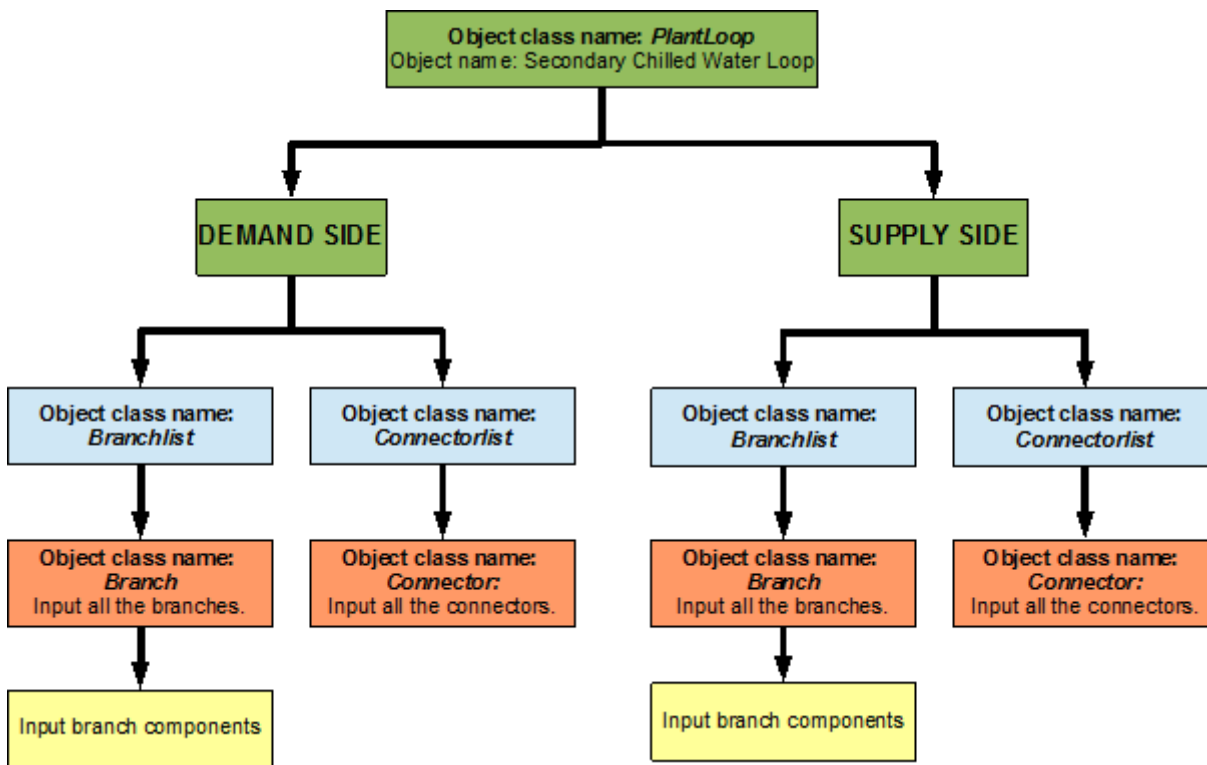 Object class name: PlantLoop
Object name: Secondary Chilled Water Loop
DEMAND SIDE
SUPPLY SIDE
Object class name:
Branchlist
Object class name:
Connectorlist
Object class name:
Branchlist
Object class name:
Connectorlist
Object class name:
Branch
Input all the branches.
Object class name:
Connector:
Input all the connectors.
Object class name:
Branch
Input all the branches.
Object class name:
Connector:
Input all the connectors.
Input branch components
Input branch components